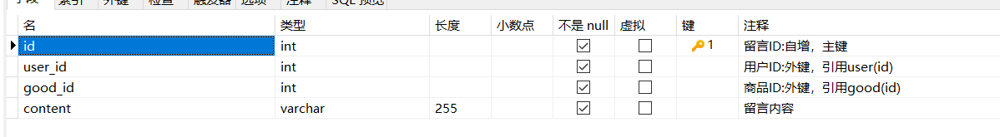 字段 索引 外键 检查 触发器 选项 注释 SQL 预览
名 类型 长度 小数点 不是 null 虚拟 键 注释
id int 1 留言ID:自增，主键
user_id int 用户ID:外键，引用user(id)
good_id int 商品ID:外键，引用good(id)
content varchar 255 留言内容